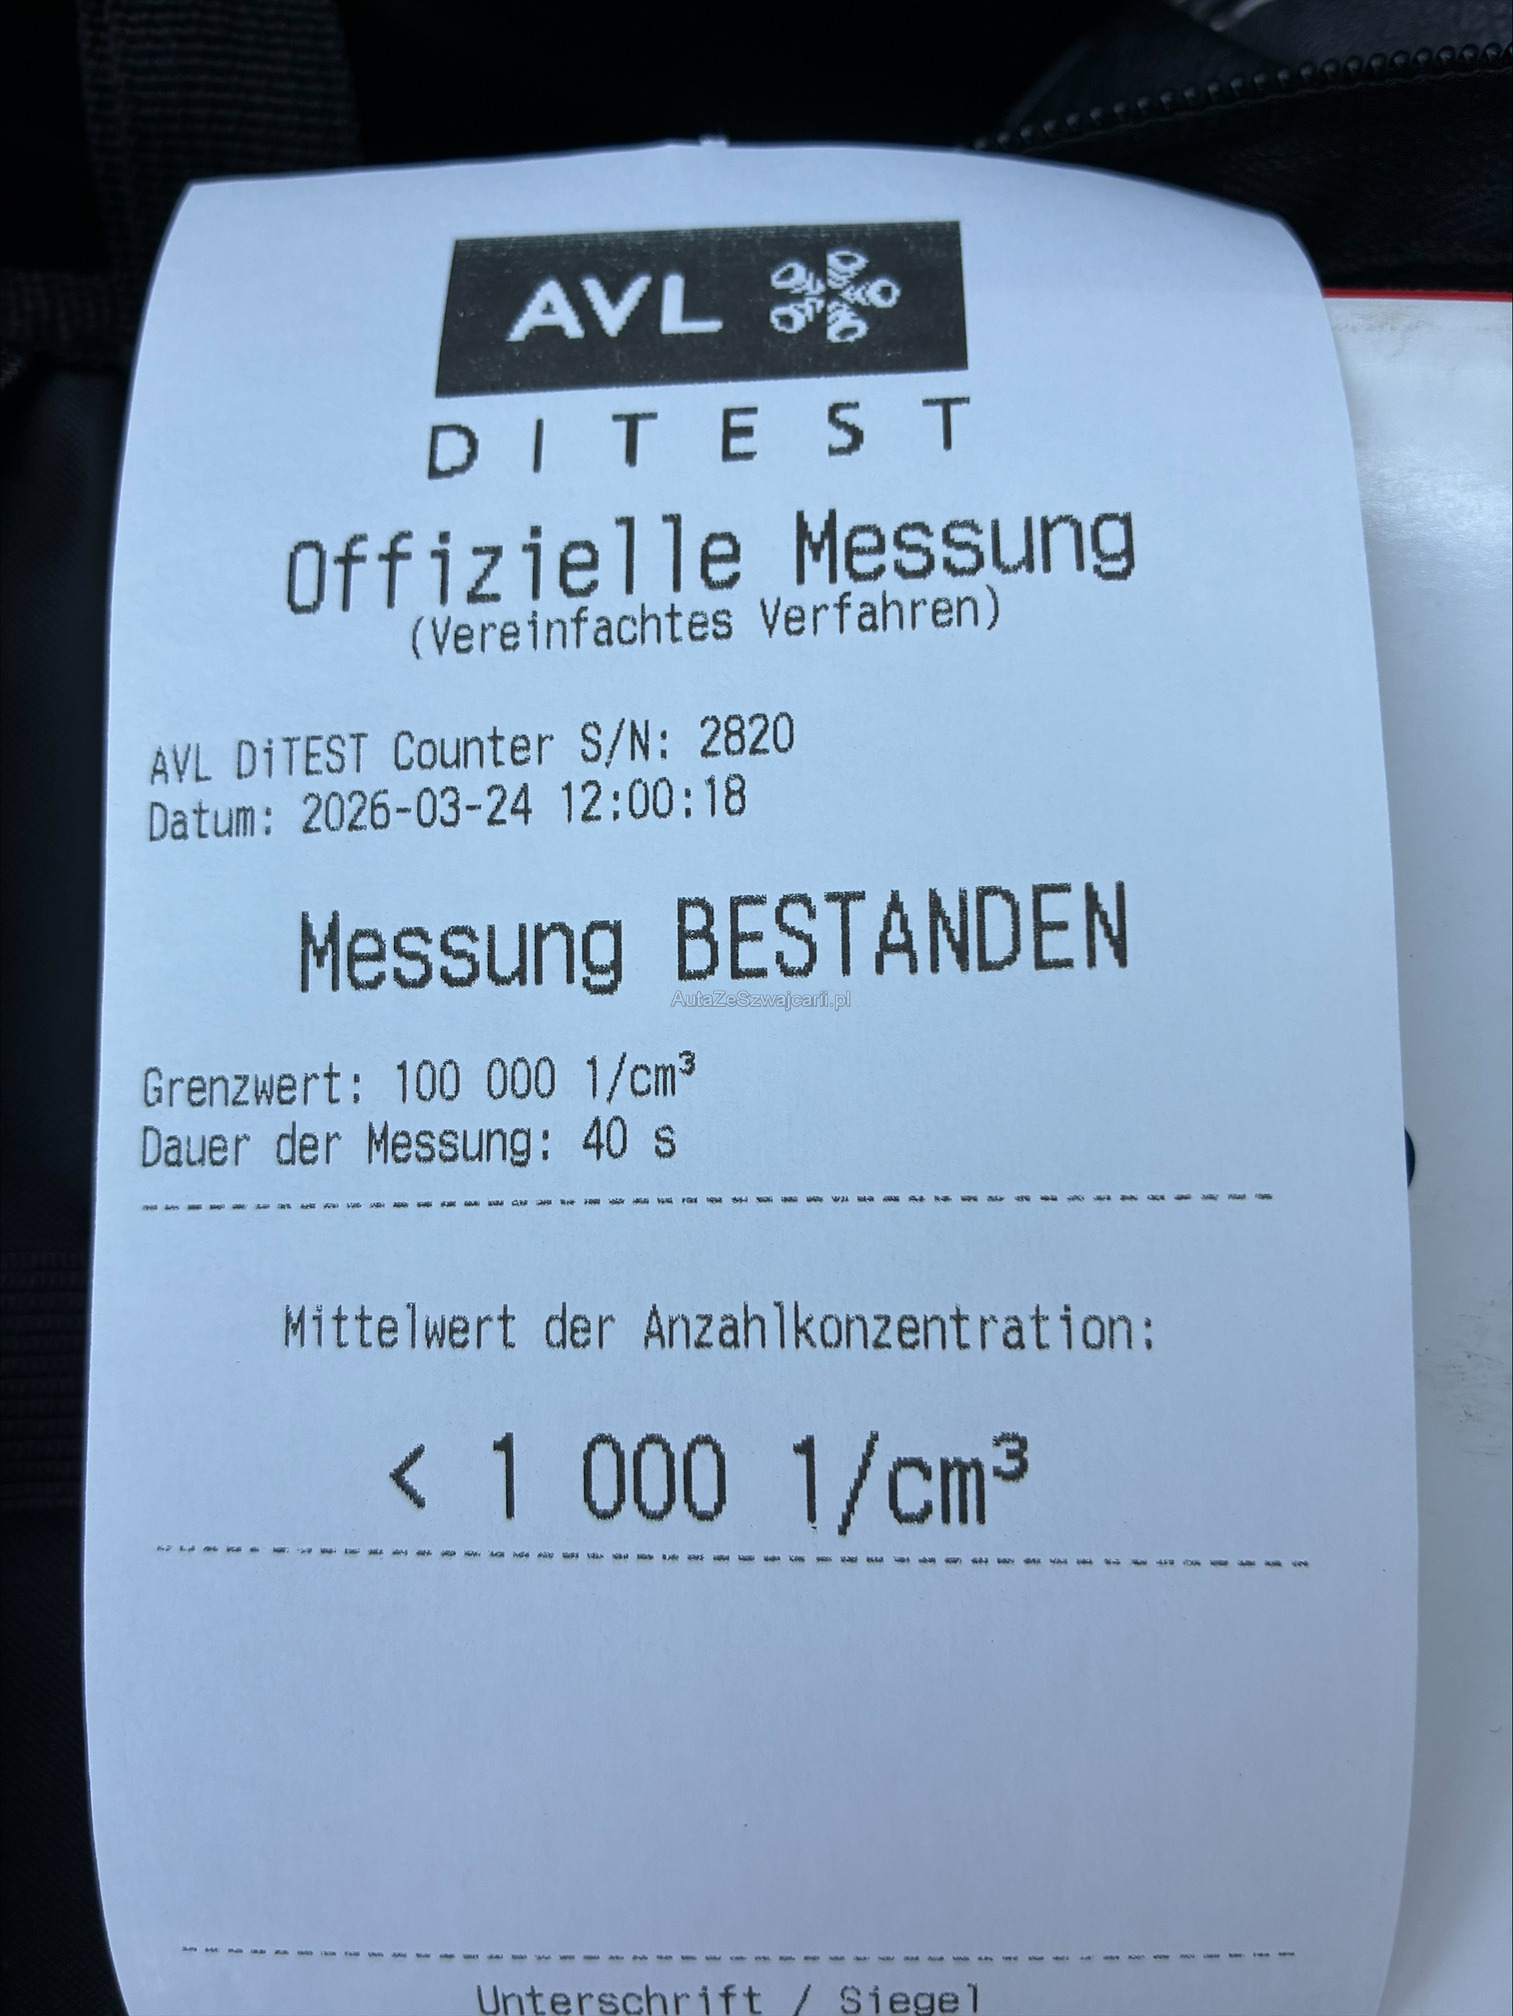 AVL
DITEST
Offizielle Messung
(Vereinfachtes Verfahren)
AVL DiTEST Counter S/N: 2820
Datum: 2026-03-24 12:00:18
Messung BESTANDEN
AutaZeSzwajcarii.pl
Grenzwert: 100 000 1/cm³
Dauer der Messung: 40 s
Mittelwert der Anzahlkonzentration:
< 1 000 1/cm³
Unterschrift / Siegel